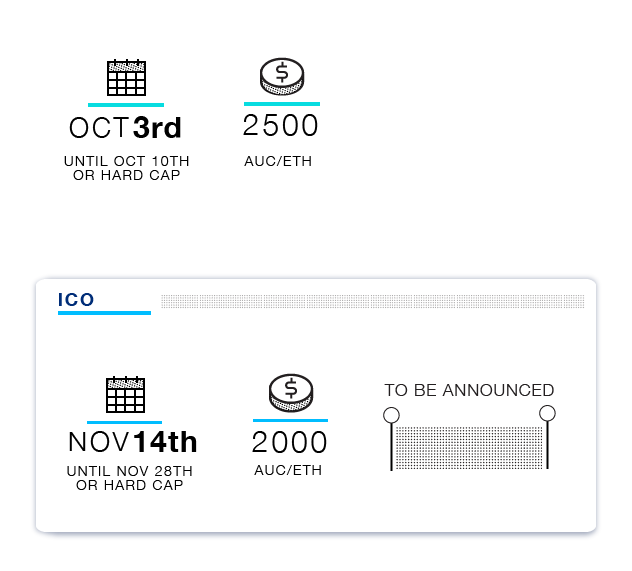 OCT 3rd
2500
UNTIL OCT 10TH
OR HARD CAP
AUC/ETH
ICO
TO BE ANNOUNCED
NOV 14th
2000
UNTIL NOV 28TH
OR HARD CAP
AUC/ETH